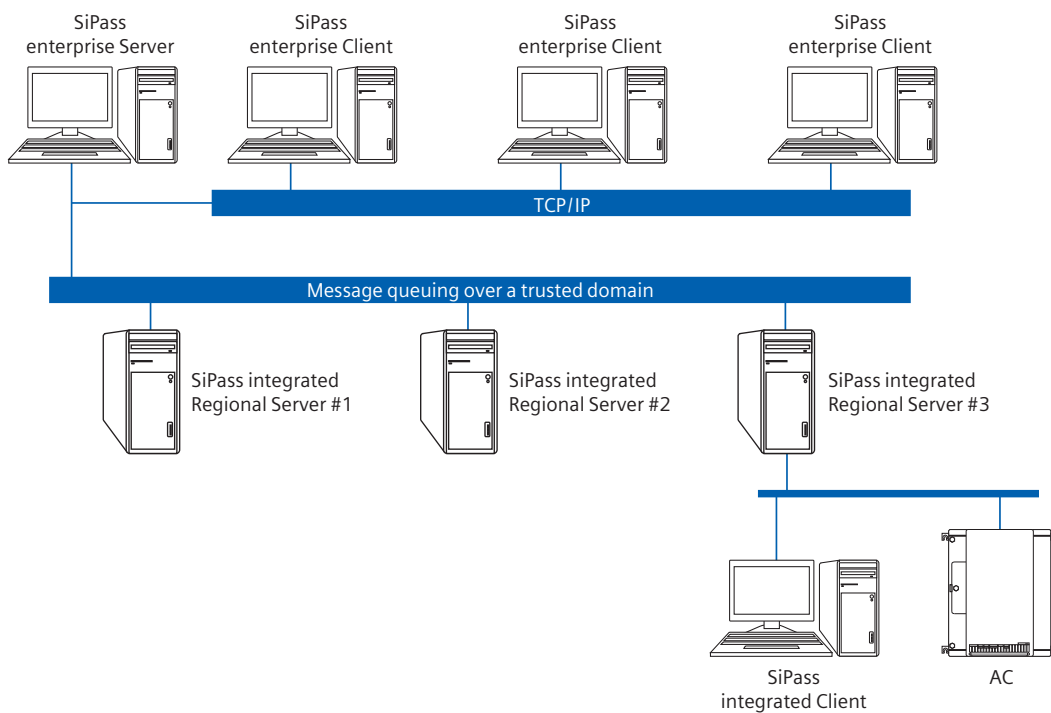 SiPass
enterprise Server
SiPass
enterprise Client
SiPass
enterprise Client
SiPass
enterprise Client
TCP/IP
Message queuing over a trusted domain
SiPass integrated
Regional Server #1
SiPass integrated
Regional Server #2
SiPass integrated
Regional Server #3
SiPass
integrated Client
AC